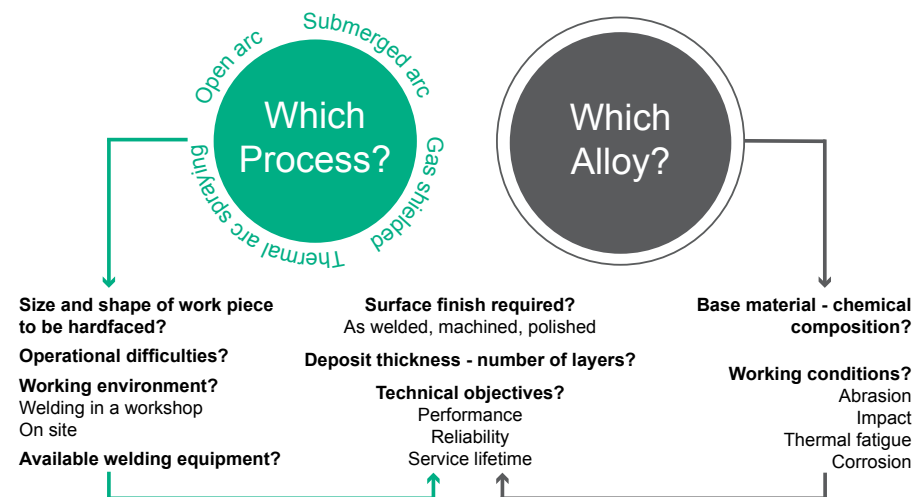 Open arc
Submerged arc
Gas shielded
Thermal arc spraying
Which
Process?
Which
Alloy?
Size and shape of work piece
to be hardfaced?
Operational difficulties?
Working environment?
Welding in a workshop
On site
Available welding equipment?
Surface finish required?
As welded, machined, polished
Deposit thickness - number of layers?
Technical objectives?
Performance
Reliability
Service lifetime
Base material - chemical
composition?
Working conditions?
Abrasion
Impact
Thermal fatigue
Corrosion